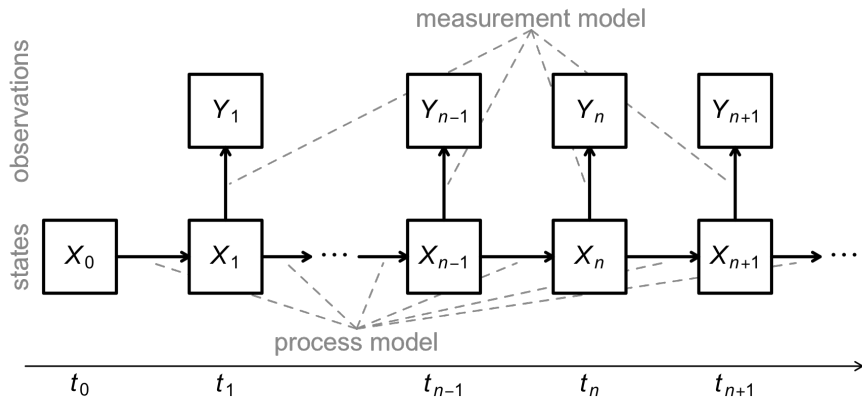 measurement model
observations
Y₁ Yₙ₋₁ Yₙ Yₙ₊₁
states
X₀ X₁ ··· Xₙ₋₁ Xₙ Xₙ₊₁ ···
process model
t₀ t₁ tₙ₋₁ tₙ tₙ₊₁